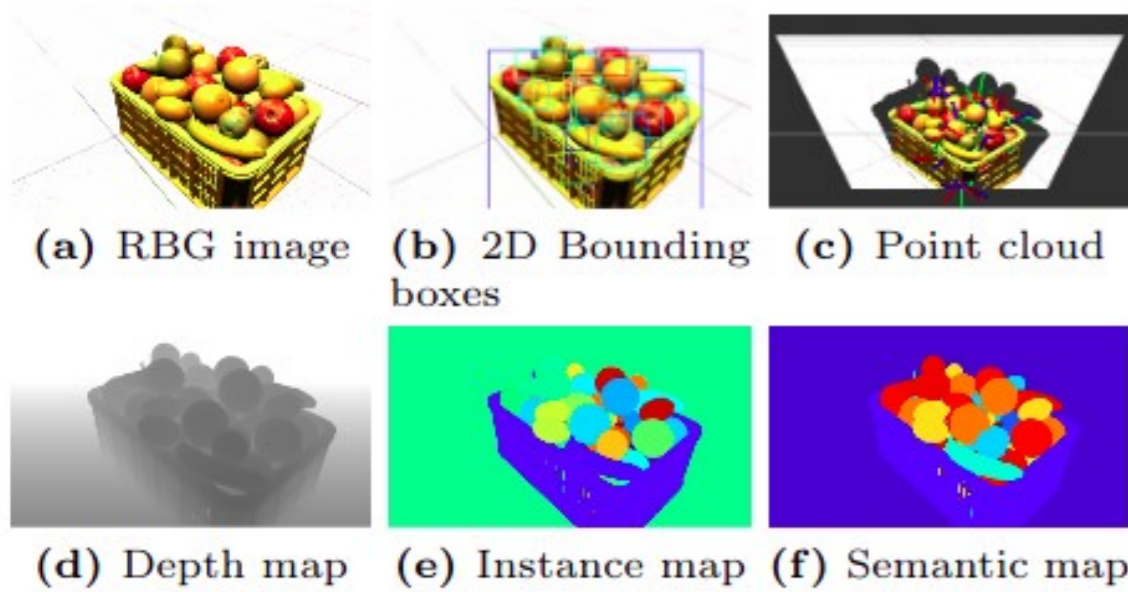 (a) RBG image
(b) 2D Bounding
boxes
(c) Point cloud
(d) Depth map
(e) Instance map
(f) Semantic map